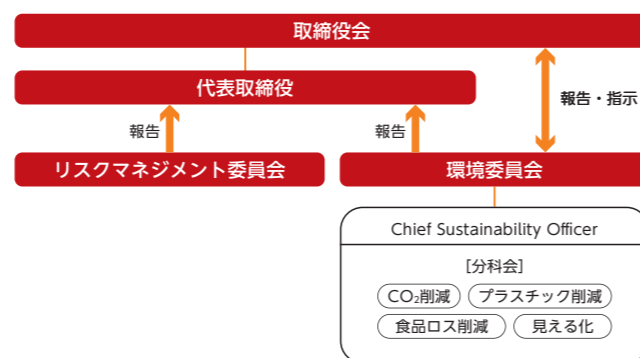 取締役会
代表取締役
報告・指示
報告
報告
リスクマネジメント委員会
環境委員会
Chief Sustainability Officer
[分科会]
CO₂削減
プラスチック削減
食品ロス削減
見える化